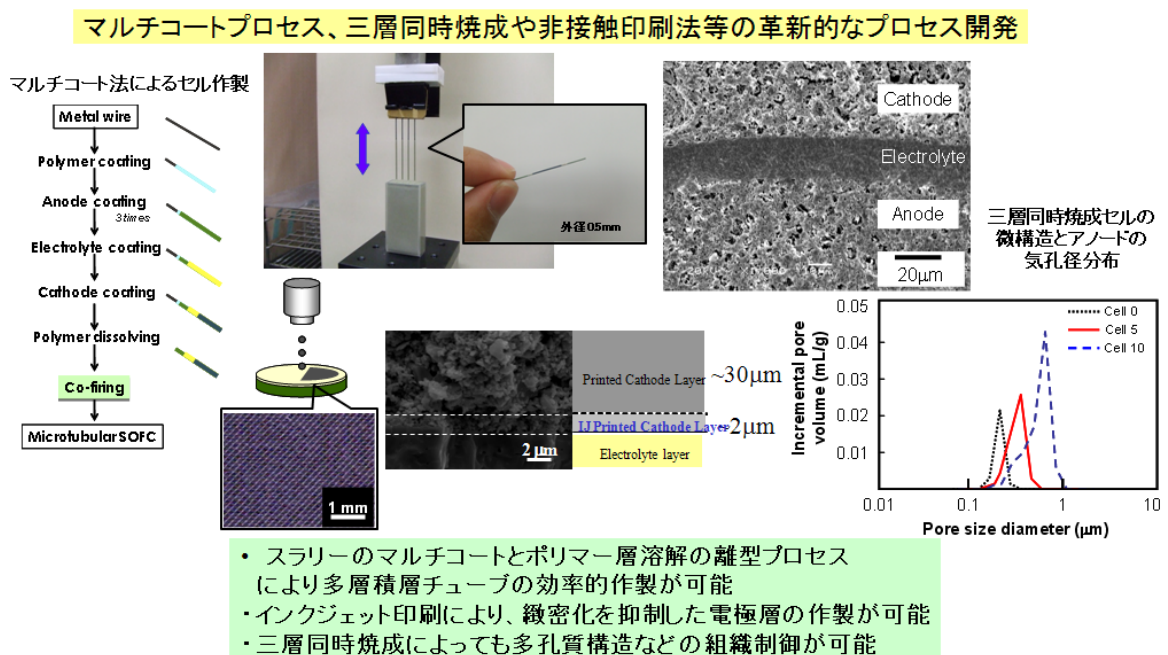 マルチコートプロセス、三層同時焼成や非接触印刷法等の革新的なプロセス開発
マルチコート法によるセル作製
Metal wire
Polymer coating
Anode coating
3times
Electrolyte coating
Cathode coating
Polymer dissolving
Co-firing
Microtubular SOFC
外径05mm
Cathode
Electrolyte
Anode
20μm
三層同時焼成セルの
微構造とアノードの
気孔径分布
1 mm
Printed Cathode Layer
~30μm
IJ Printed Cathode Layer
~2μm
Electrolyte layer
2 μm
Incremental pore
volume (mL/g)
0.05
0.04
0.03
0.02
0.01
Cell 0
Cell 5
Cell 10
0.01
0.1
1
10
Pore size diameter (μm)
・ スラリーのマルチコートとポリマー層溶解の離型プロセス
により多層積層チューブの効率的作製が可能
・インクジェット印刷により、緻密化を抑制した電極層の作製が可能
・三層同時焼成によっても多孔質構造などの組織制御が可能